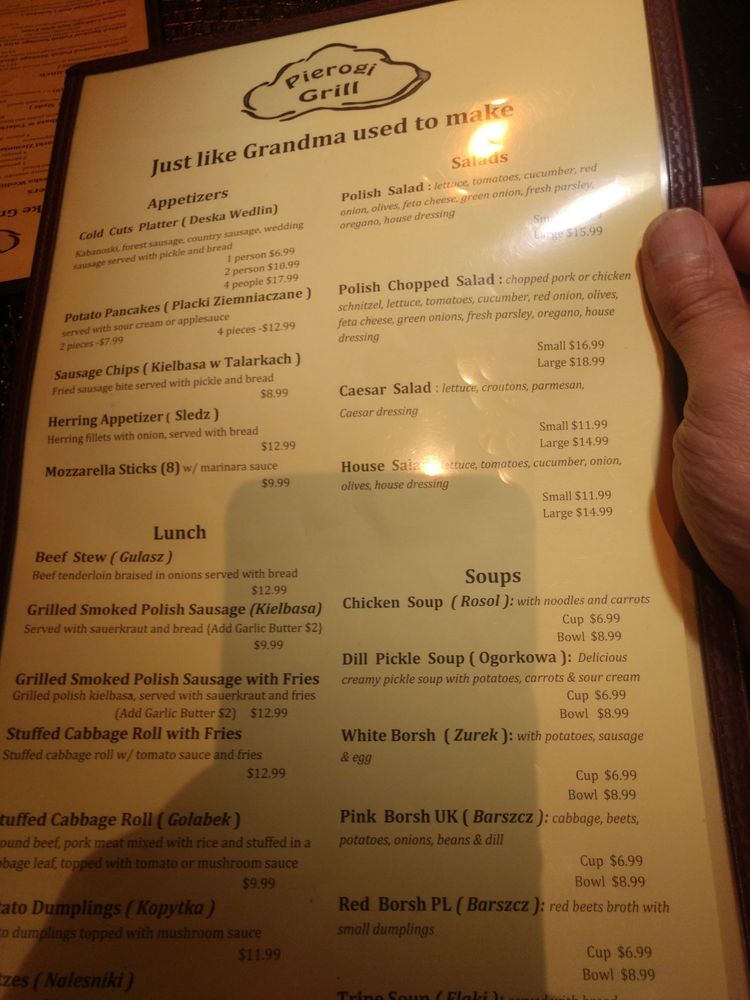 Pierogi
Grill
Just like Grandma used to make
Appetizers
Cold Cuts Platter ( Deska Wedlin)
Kabanoski, forest sausage, country sausage, wedding
sausage served with pickle and bread
1 person $6.99
2 person $10.99
4 people $17.99
Potato Pancakes ( Placki Ziemniaczane )
served with sour cream or applesauce
2 pieces -$7.99 4 pieces -$12.99
Sausage Chips ( Kielbasa w Talarkach )
Fried sausage bite served with pickle and bread
$8.99
Herring Appetizer ( Sledz )
Herring fillets with onion, served with bread
$12.99
Mozzarella Sticks (8) w/ marinara sauce
$9.99
Lunch
Beef Stew ( Gulasz )
Beef tenderloin braised in onions served with bread
$12.99
Grilled Smoked Polish Sausage (Kielbasa)
Served with sauerkraut and bread {Add Garlic Butter $2}
$9.99
Grilled Smoked Polish Sausage with Fries
Grilled polish kielbasa, served with sauerkraut and fries
{Add Garlic Butter $2} $12.99
Stuffed Cabbage Roll with Fries
Stuffed cabbage roll w/ tomato sauce and fries
$12.99
tuffed Cabbage Roll ( Golabek )
ound beef, pork meat mixed with rice and stuffed in a
bbage leaf, topped with tomato or mushroom sauce
$9.99
ato Dumplings ( Kopytka )
o dumplings topped with mushroom sauce
$11.99
tzes ( Nalesniki )
Salads
Polish Salad : lettuce, tomatoes, cucumber, red
onion, olives, feta cheese, green onion, fresh parsley,
oregano, house dressing
Large $15.99
Polish Chopped Salad : chopped pork or chicken
schnitzel, lettuce, tomatoes, cucumber, red onion, olives,
feta cheese, green onions, fresh parsley, oregano, house
dressing
Small $16.99
Large $18.99
Caesar Salad : lettuce, croutons, parmesan,
Caesar dressing
Small $11.99
Large $14.99
House Salad lettuce, tomatoes, cucumber, onion,
olives, house dressing
Small $11.99
Large $14.99
Soups
Chicken Soup ( Rosol ): with noodles and carrots
Cup $6.99
Bowl $8.99
Dill Pickle Soup ( Ogorkowa ): Delicious
creamy pickle soup with potatoes, carrots & sour cream
Cup $6.99
Bowl $8.99
White Borsh ( Zurek ): with potatoes, sausage
& egg
Cup $6.99
Bowl $8.99
Pink Borsh UK ( Barszcz ): cabbage, beets,
potatoes, onions, beans & dill
Cup $6.99
Bowl $8.99
Red Borsh PL ( Barszcz ): red beets broth with
small dumplings
Cup $6.99
Bowl $8.99
Tripe Soup ( Flaki ): served with bread